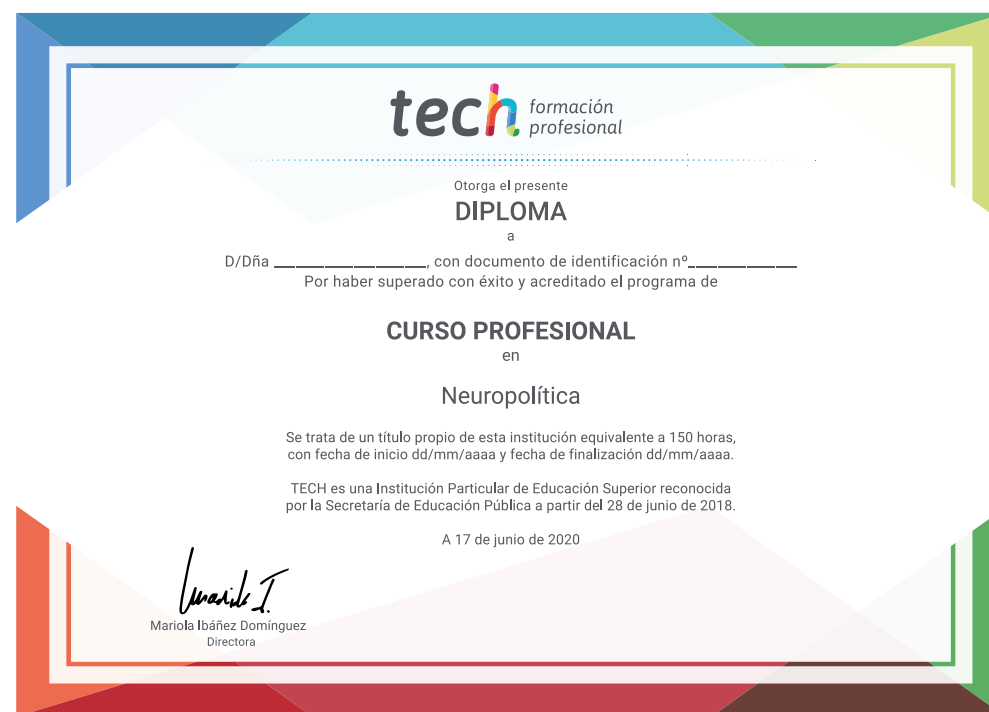 tech formación
profesional
Otorga el presente
DIPLOMA
a
D/Dña ____________________, con documento de identificación nº______________
Por haber superado con éxito y acreditado el programa de
CURSO PROFESIONAL
en
Neuropolítica
Se trata de un título propio de esta institución equivalente a 150 horas,
con fecha de inicio dd/mm/aaaa y fecha de finalización dd/mm/aaaa.
TECH es una Institución Particular de Educación Superior reconocida
por la Secretaría de Educación Pública a partir del 28 de junio de 2018.
A 17 de junio de 2020
Mariola I.
Mariola Ibáñez Domínguez
Directora